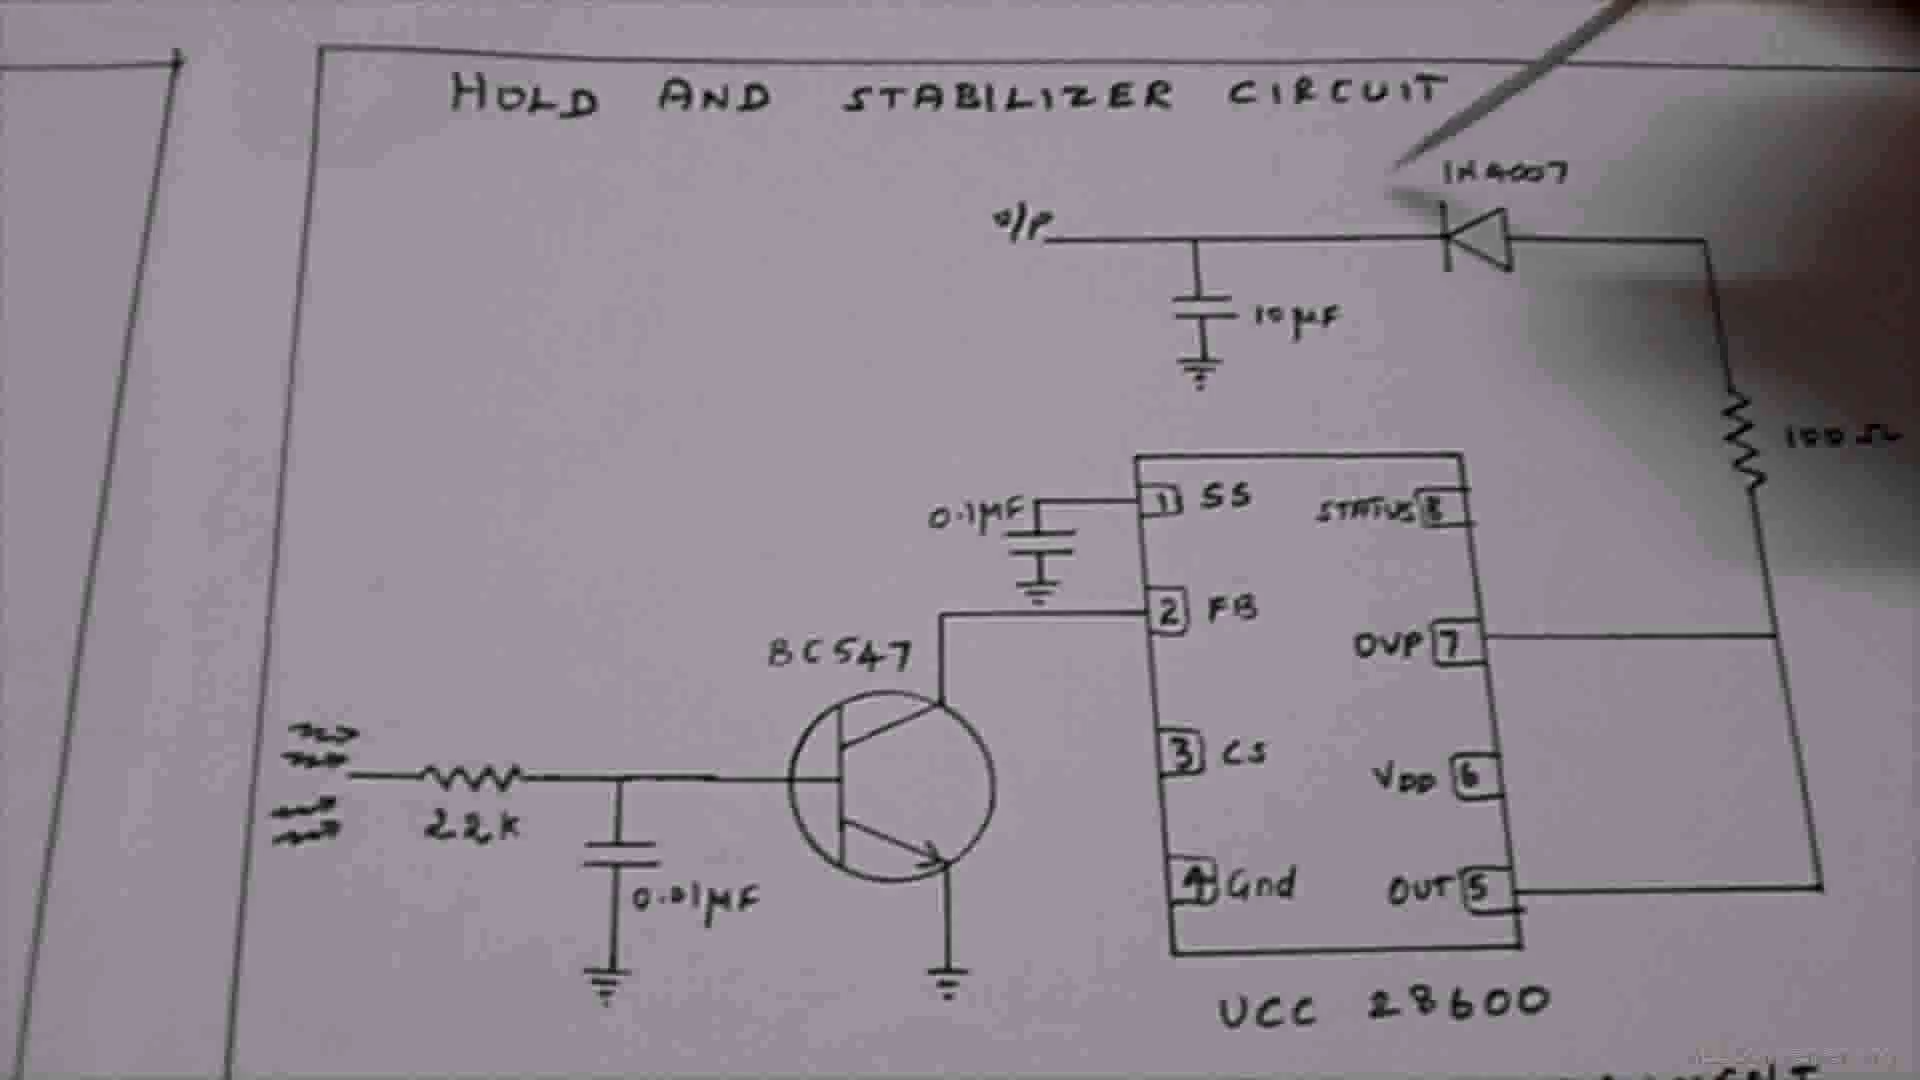 HOLD AND STABILIZER CIRCUIT
1N4007
O/P
10µF
100Ω
0.1µF
1 SS
STATUS 8
2 FB
BC547
OVP 7
3 CS
VDD 6
22K
0.01µF
4 Gnd
OUT 5
UCC 28600